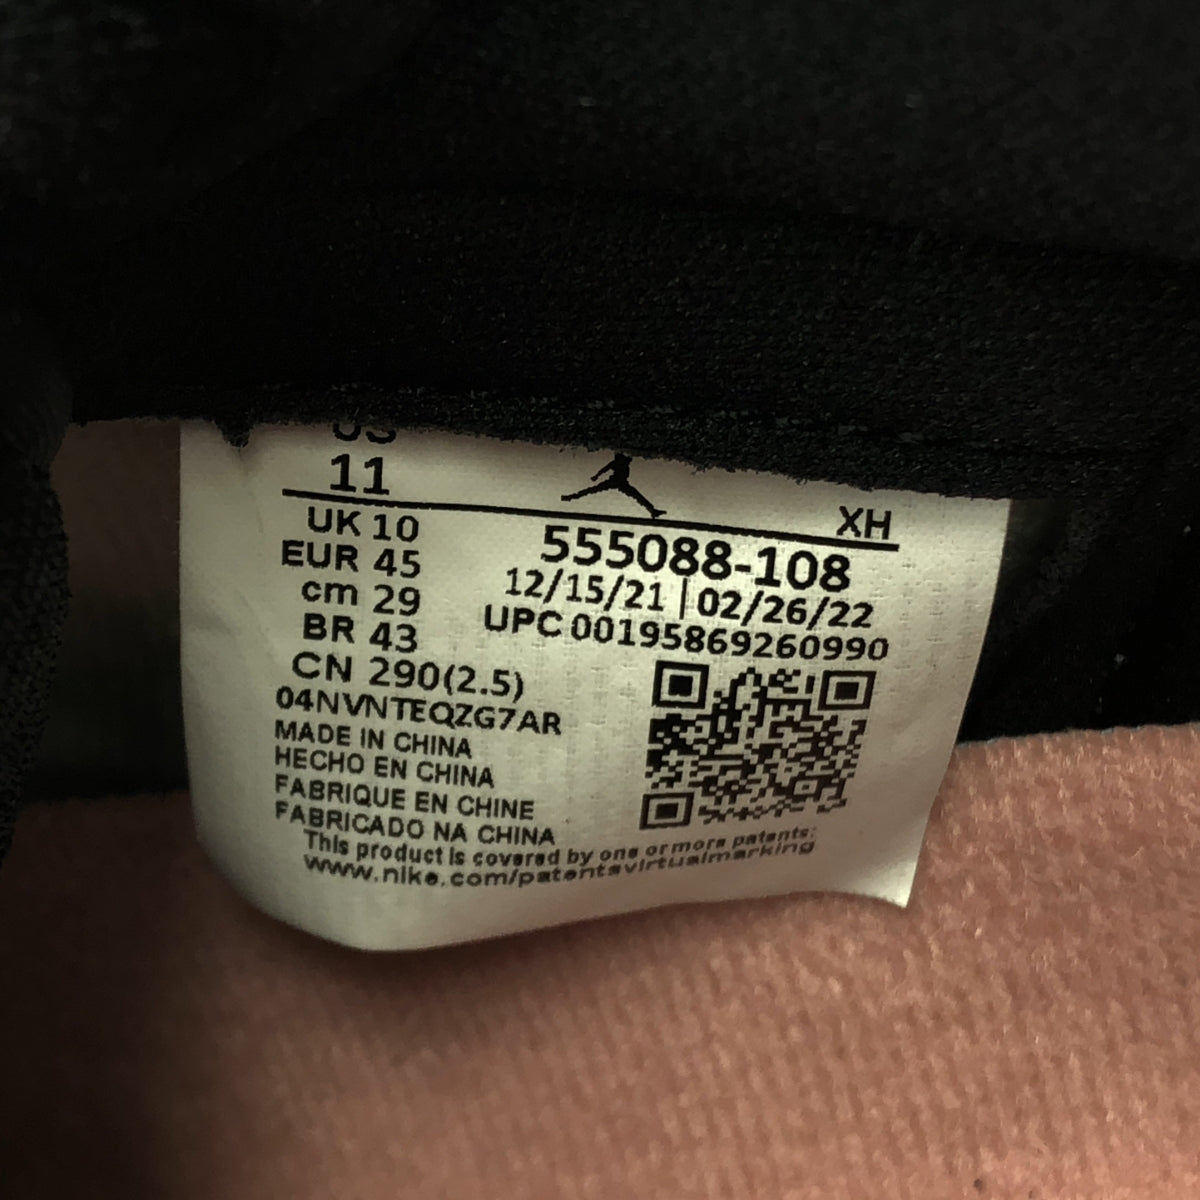 US
11
XH
UK 10
EUR 45
cm 29
BR 43
CN 290(2.5)
555088-108
12/15/21 | 02/26/22
UPC 00195869260990
04NVNTEQZG7AR
MADE IN CHINA
HECHO EN CHINA
FABRIQUE EN CHINE
FABRICADO NA CHINA
This product is covered by one or more patents:
www.nike.com/patentsvirtualmarking